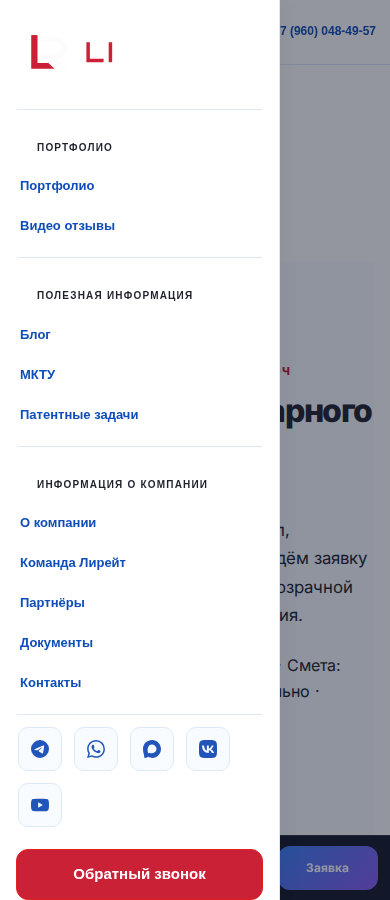 LI
7 (960) 048-49-57
ПОРТФОЛИО
Портфолио
Видео отзывы
ПОЛЕЗНАЯ ИНФОРМАЦИЯ
Блог
МКТУ
Патентные задачи
ИНФОРМАЦИЯ О КОМПАНИИ
О компании
Команда Лирейт
Партнёры
Документы
Контакты
Обратный звонок
арного
дём заявку
озрачной
ия.
Смета:
ьно ·
Заявка